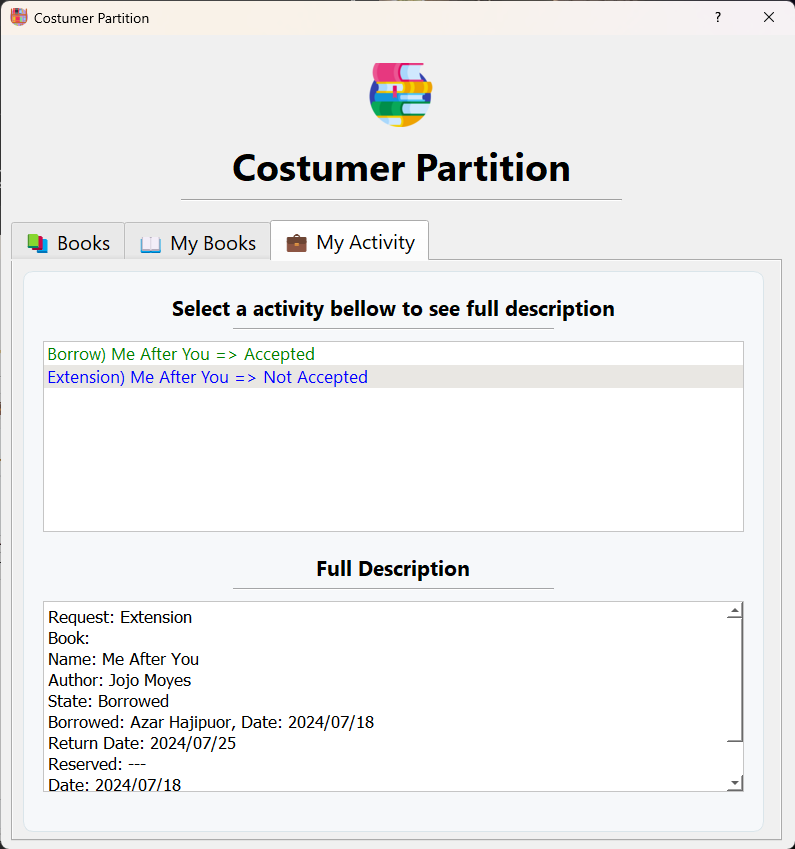 Costumer Partition
?
Costumer Partition
Books
My Books
My Activity
Select a activity bellow to see full description
Borrow) Me After You => Accepted
Extension) Me After You => Not Accepted
Full Description
Request: Extension
Book:
Name: Me After You
Author: Jojo Moyes
State: Borrowed
Borrowed: Azar Hajipuor, Date: 2024/07/18
Return Date: 2024/07/25
Reserved: ---
Date: 2024/07/18